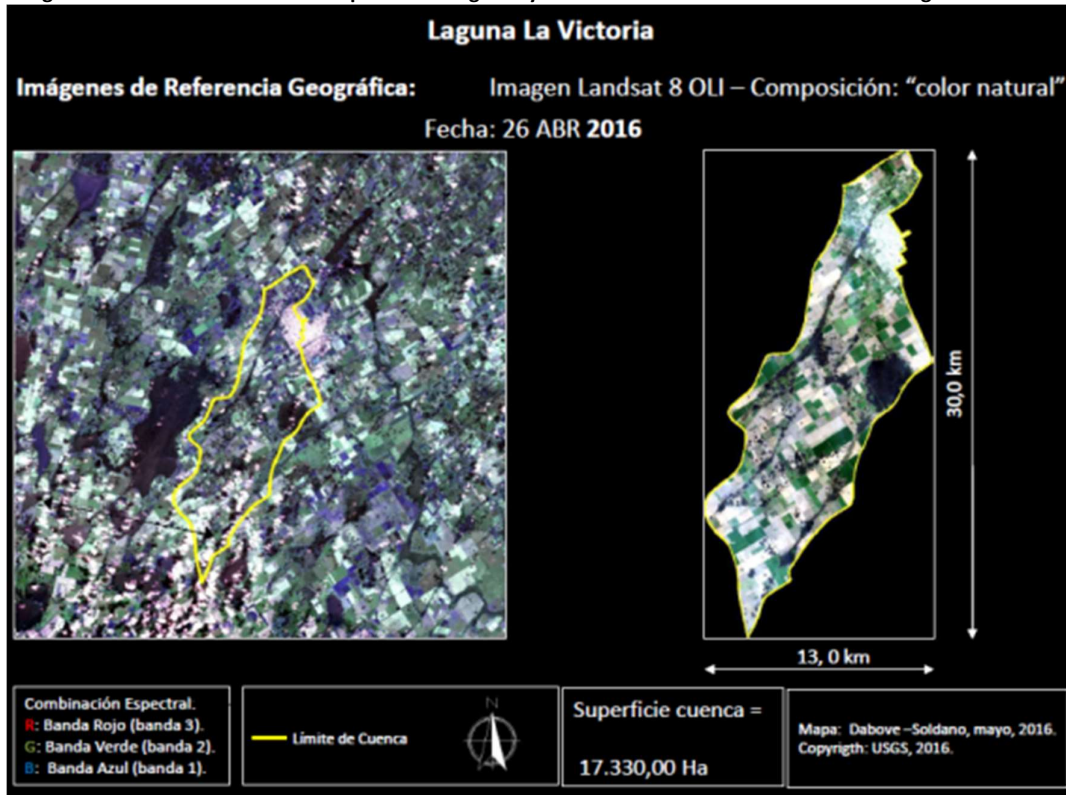 Laguna La Victoria
Imágenes de Referencia Geográfica: Imagen Landsat 8 OLI – Composición: “color natural”
Fecha: 26 ABR 2016
30,0 km
13, 0 km
Combinación Espectral.
R: Banda Rojo (banda 3).
G: Banda Verde (banda 2).
B: Banda Azul (banda 1).
Límite de Cuenca
N
Superficie cuenca =
17.330,00 Ha
Mapa: Dabove –Soldano, mayo, 2016.
Copyrigth: USGS, 2016.